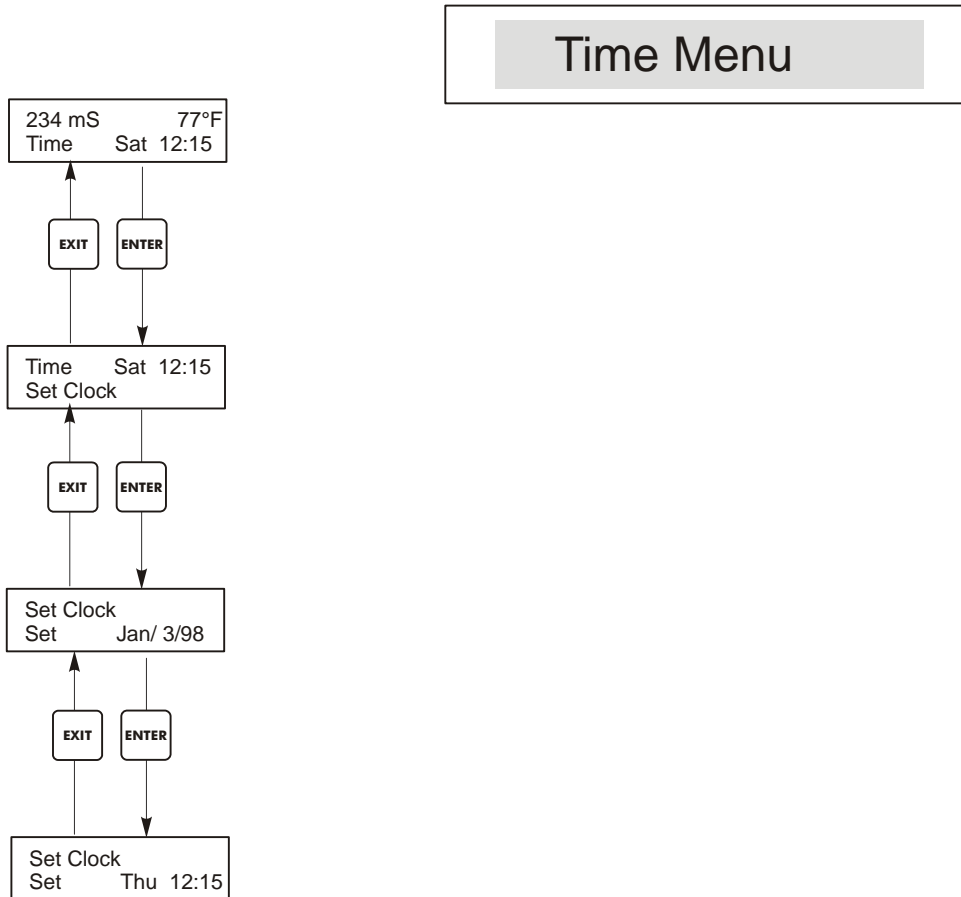 Time Menu
234 mS 77°F
Time Sat 12:15
EXIT ENTER
Time Sat 12:15
Set Clock
EXIT ENTER
Set Clock
Set Jan/ 3/98
EXIT ENTER
Set Clock
Set Thu 12:15